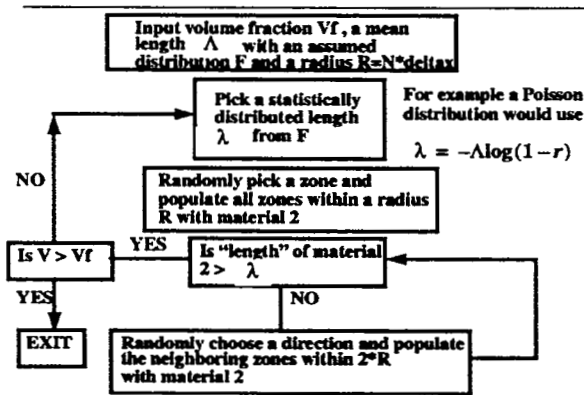 Input volume fraction Vf, a mean
length Λ with an assumed
distribution F and a radius R=N*deltax
Pick a statistically
distributed length
λ from F
For example a Poisson
distribution would use
λ = −Λlog(1−r)
NO
Randomly pick a zone and
populate all zones within a radius
R with material 2
Is V > Vf
YES
Is "length" of material
2 > λ
YES
NO
EXIT
Randomly choose a direction and populate
the neighboring zones within 2*R
with material 2